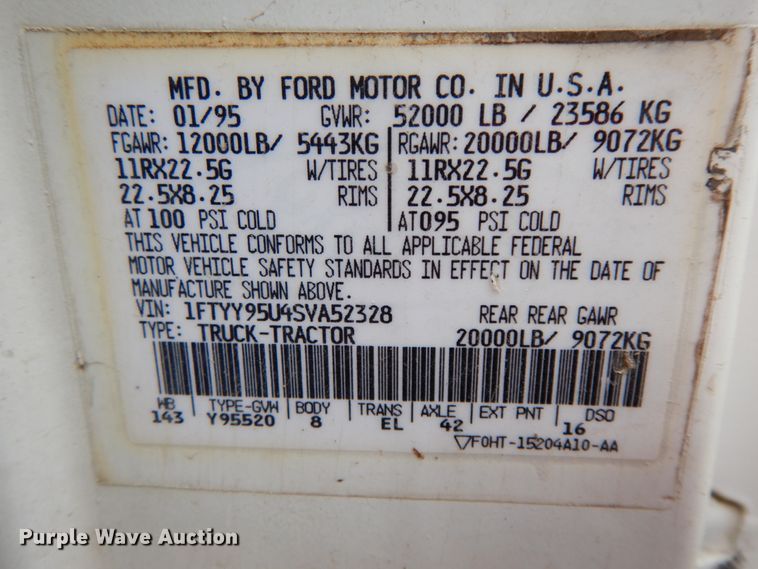 MFD. BY FORD MOTOR CO. IN U.S.A.
DATE: 01/95 GVWR: 52000 LB / 23586 KG
FGAWR: 12000LB/ 5443KG RGAWR: 20000LB/ 9072KG
11RX22.5G W/TIRES 11RX22.5G W/TIRES
22.5X8.25 RIMS 22.5X8.25 RIMS
AT 100 PSI COLD AT 095 PSI COLD
THIS VEHICLE CONFORMS TO ALL APPLICABLE FEDERAL
MOTOR VEHICLE SAFETY STANDARDS IN EFFECT ON THE DATE OF
MANUFACTURE SHOWN ABOVE.
VIN: 1FTYY95U4SVA52328 REAR REAR GAWR
TYPE: TRUCK-TRACTOR 20000LB/ 9072KG
WB TYPE-GVW BODY TRANS AXLE EXT PNT DSO
143 Y95520 8 EL 42 16
F0HT-15204A10-AA
Purple Wave Auction